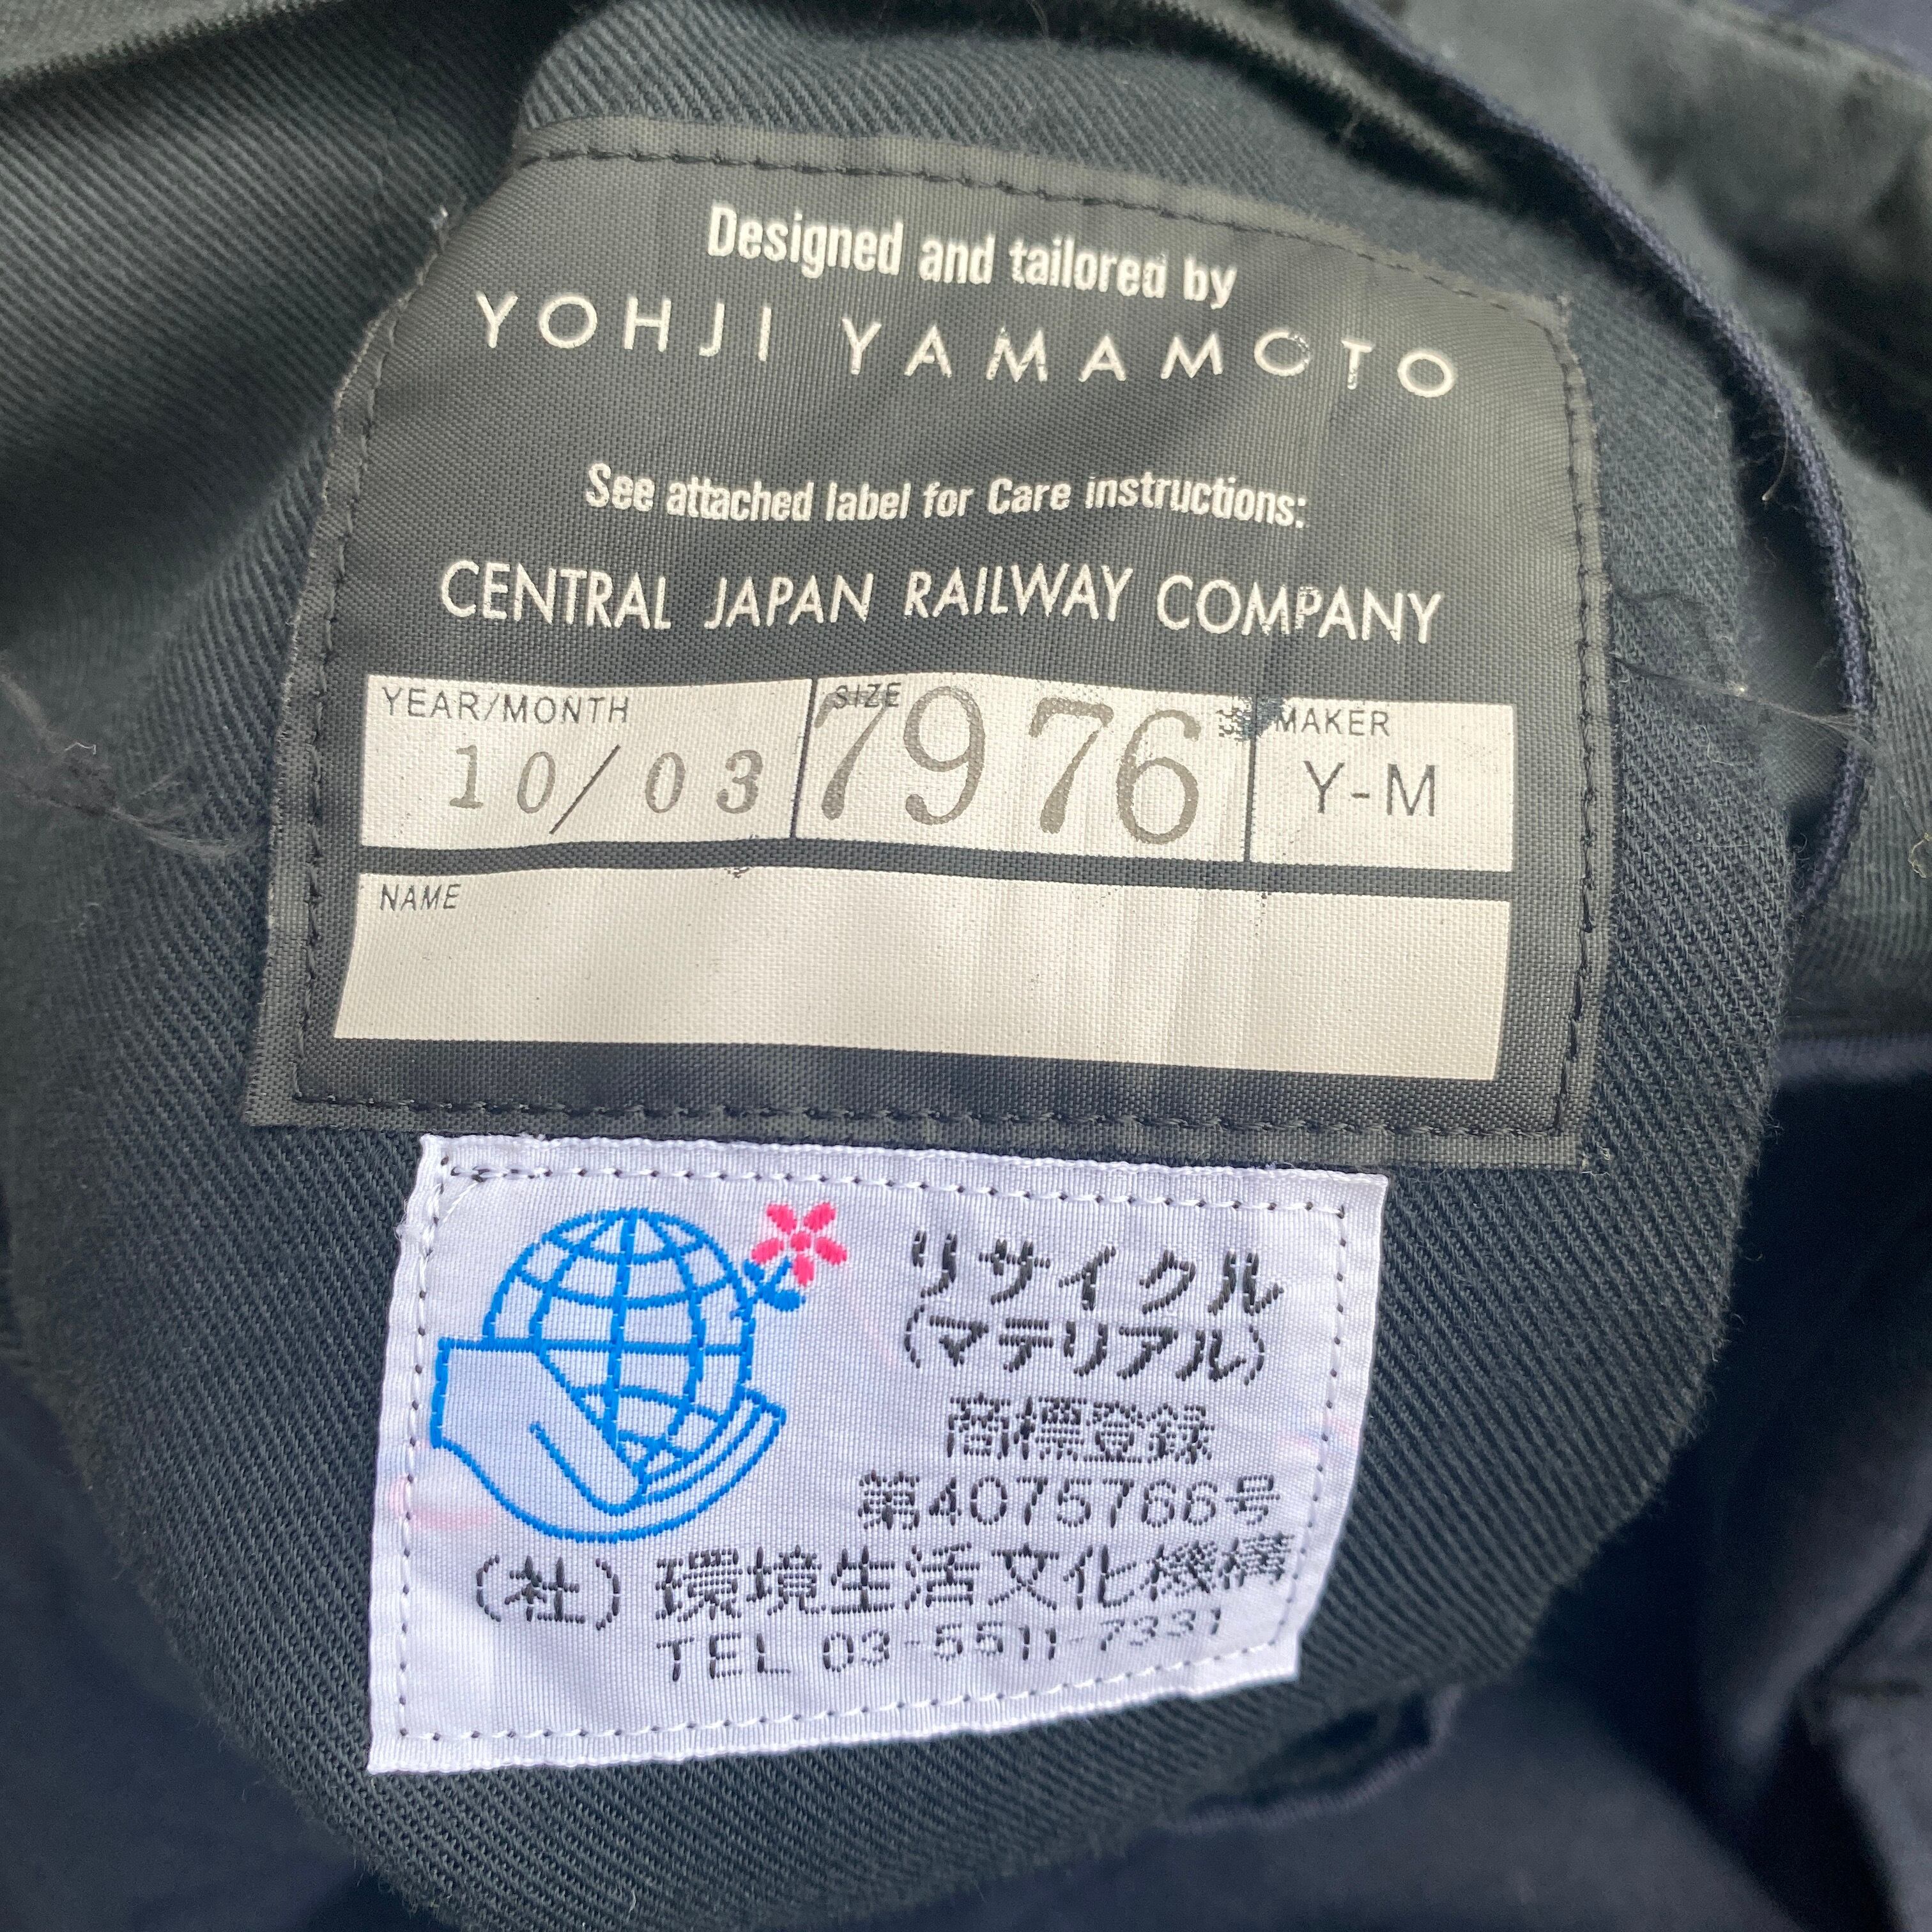 Designed and tailored by
YOHJI YAMAMOTO
See attached label for Care instructions:
CENTRAL JAPAN RAILWAY COMPANY
YEAR/MONTH SIZE MAKER
10/03 79 76 Y-M
NAME
リサイクル
(マテリアル)
商標登録
第4075766号
(社)環境生活文化機構
TEL 03-5511-7331